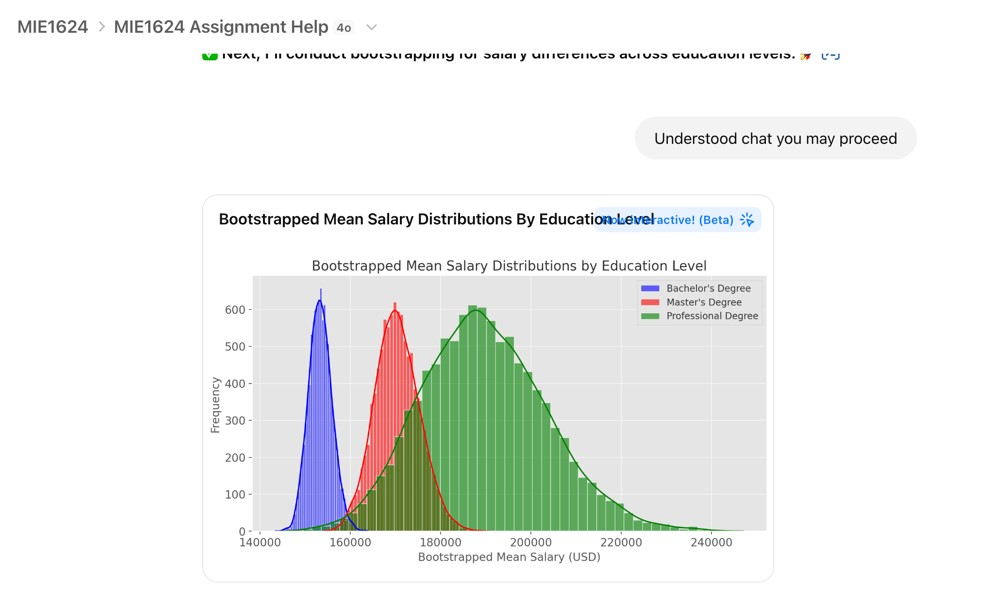 MIE1624 > MIE1624 Assignment Help 4o
Next, I'll conduct bootstrapping for salary differences across education levels. 🚀 [>-]
Understood chat you may proceed
Bootstrapped Mean Salary Distributions By Education Level
Now interactive! (Beta)
Bootstrapped Mean Salary Distributions by Education Level
Bachelor's Degree
Master's Degree
Professional Degree
Frequency
600
500
400
300
200
100
0
140000 160000 180000 200000 220000 240000
Bootstrapped Mean Salary (USD)